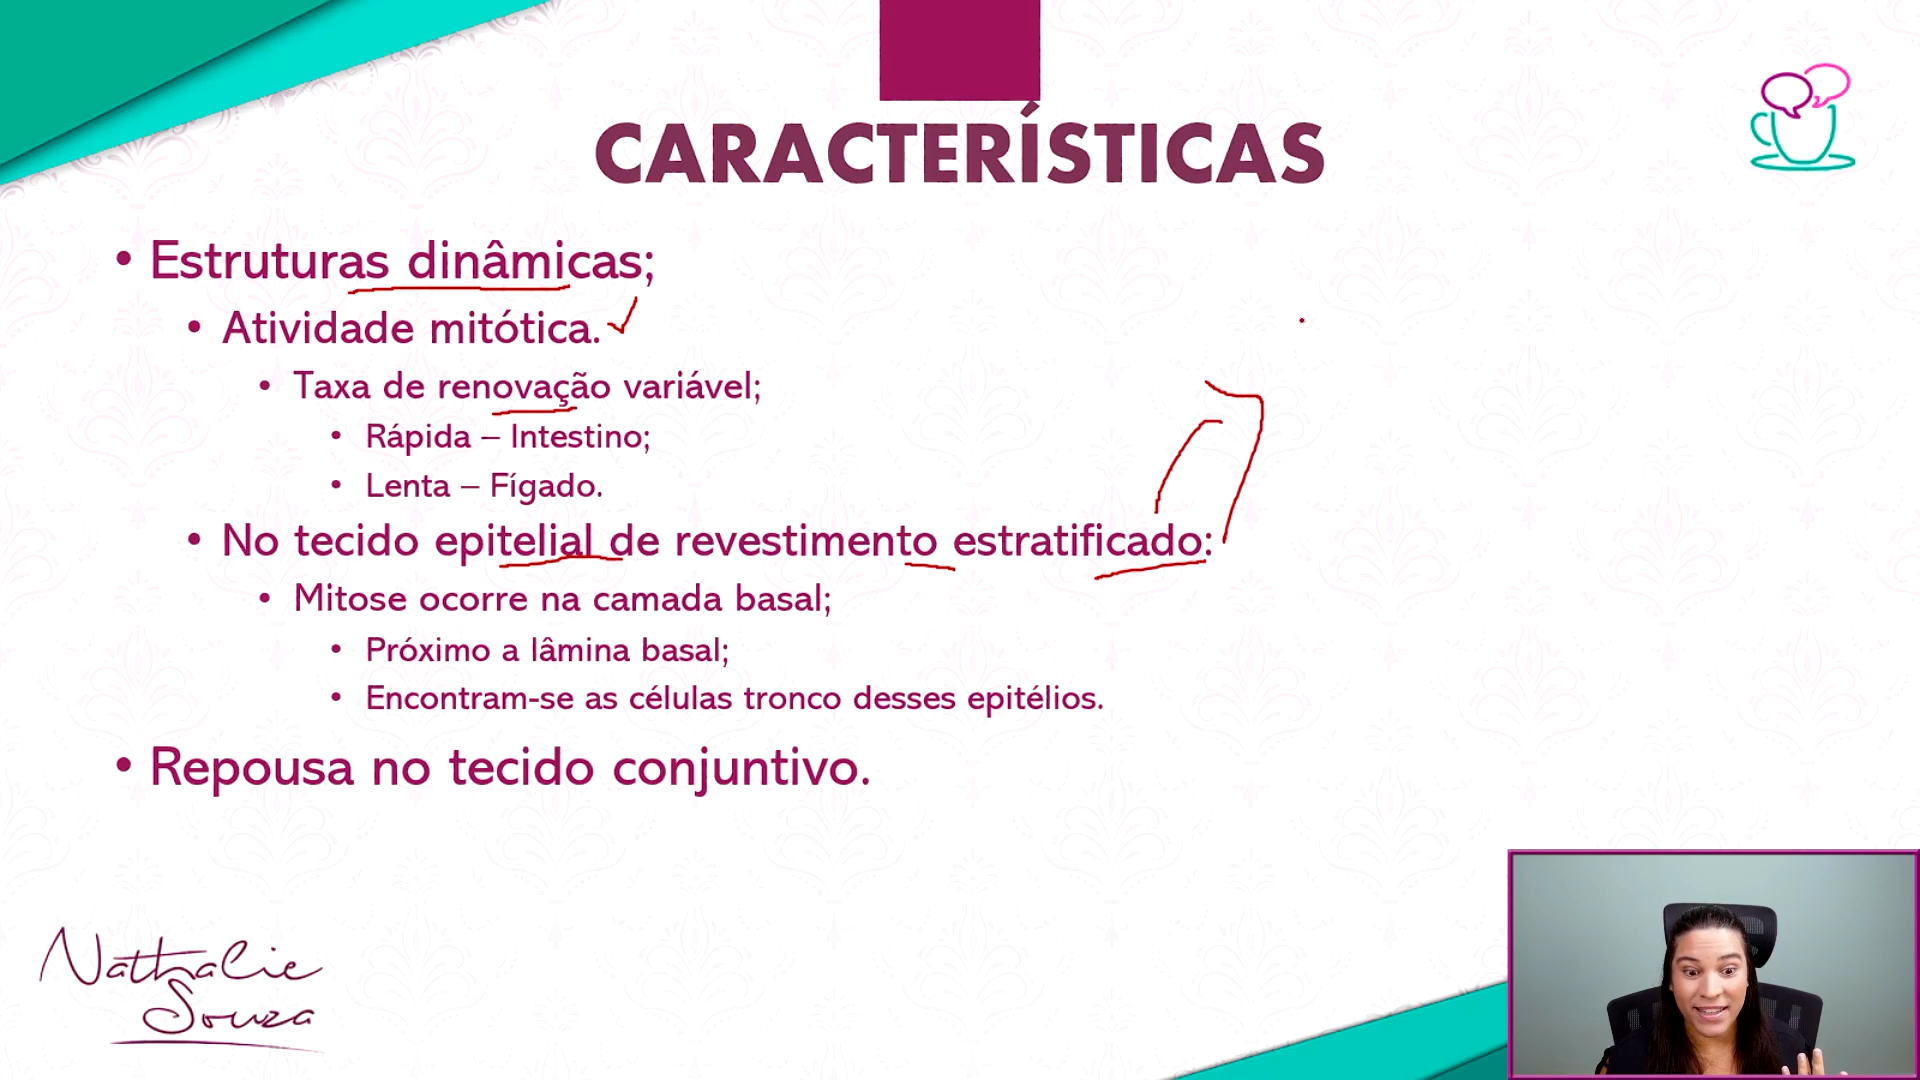 CARACTERÍSTICAS
• Estruturas dinâmicas;
• Atividade mitótica.
• Taxa de renovação variável;
• Rápida – Intestino;
• Lenta – Fígado.
• No tecido epitelial de revestimento estratificado:
• Mitose ocorre na camada basal;
• Próximo a lâmina basal;
• Encontram-se as células tronco desses epitélios.
• Repousa no tecido conjuntivo.
Nathalie
Souza